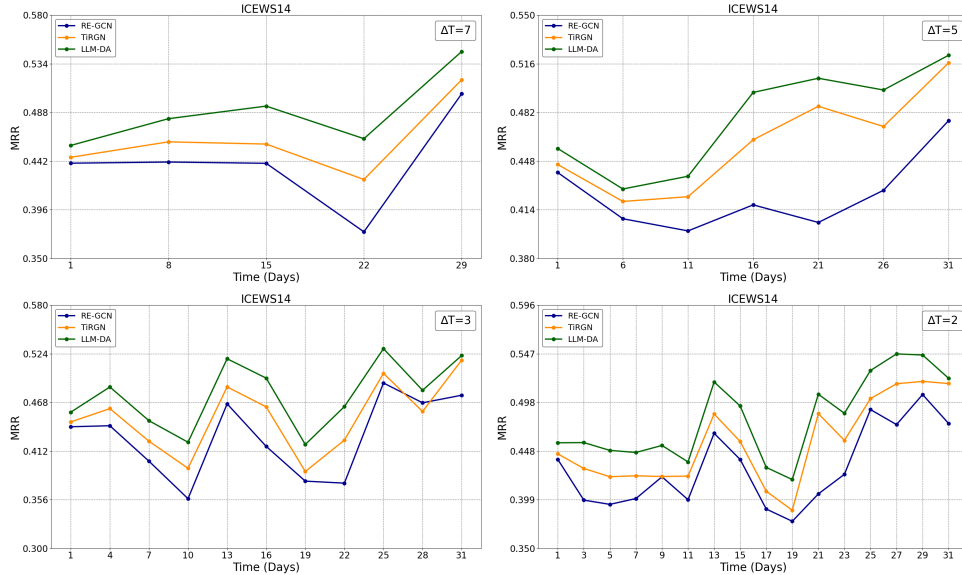 ICEWS14
0.580
0.534
0.488
0.442
0.396
0.350
MRR
RE-GCN
TiRGN
LLM-DA
ΔT=7
1 8 15 22 29
Time (Days)
ICEWS14
0.550
0.516
0.482
0.448
0.414
0.380
MRR
RE-GCN
TiRGN
LLM-DA
ΔT=5
1 6 11 16 21 26 31
Time (Days)
ICEWS14
0.580
0.524
0.468
0.412
0.356
0.300
MRR
RE-GCN
TiRGN
LLM-DA
ΔT=3
1 4 7 10 13 16 19 22 25 28 31
Time (Days)
ICEWS14
0.596
0.547
0.498
0.448
0.399
0.350
MRR
RE-GCN
TiRGN
LLM-DA
ΔT=2
1 3 5 7 9 11 13 15 17 19 21 23 25 27 29 31
Time (Days)